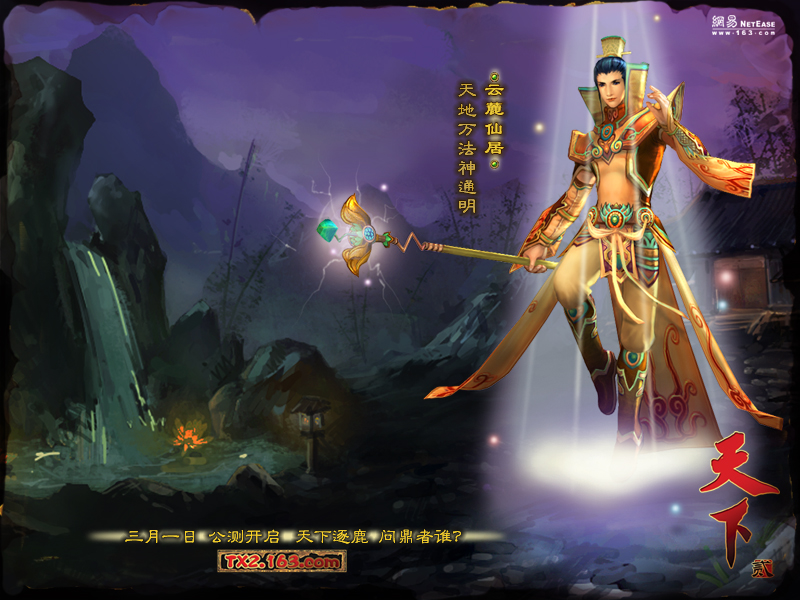 網易 NETEASE
www.163.com
云麓仙居
天地万法神通明
天下
贰
三月一日 公测开启 天下逐鹿 问鼎者谁?
TX2.163.com